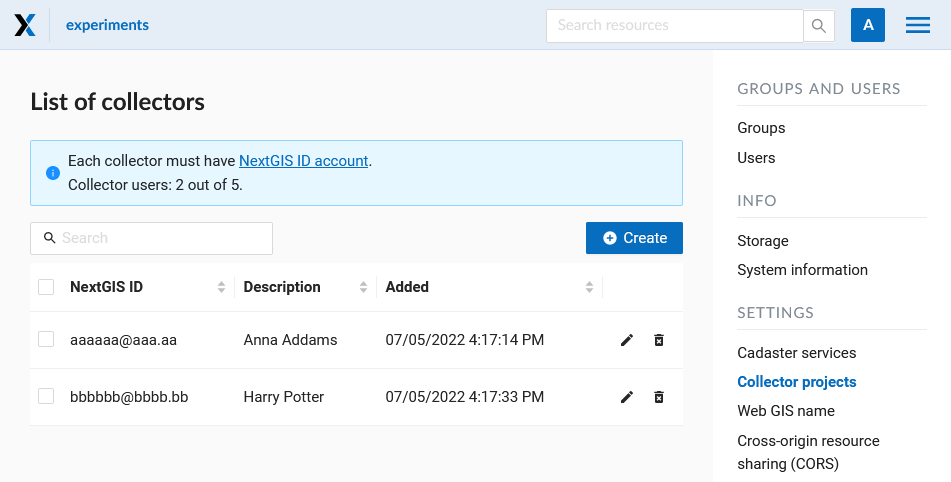 experiments
Search resources
A
List of collectors
Each collector must have NextGIS ID account.
Collector users: 2 out of 5.
Search
Create
NextGIS ID Description Added
aaaaaa@aaa.aa Anna Addams 07/05/2022 4:17:14 PM
bbbbbb@bbbb.bb Harry Potter 07/05/2022 4:17:33 PM
GROUPS AND USERS
Groups
Users
INFO
Storage
System information
SETTINGS
Cadaster services
Collector projects
Web GIS name
Cross-origin resource
sharing (CORS)